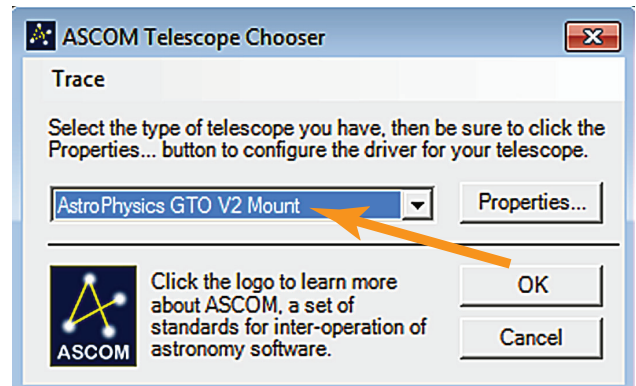 ASCOM Telescope Chooser
Trace
Select the type of telescope you have, then be sure to click the
Properties... button to configure the driver for your telescope.
AstroPhysics GTO V2 Mount
Properties...
Click the logo to learn more
about ASCOM, a set of
standards for inter-operation of
astronomy software.
ASCOM
OK
Cancel